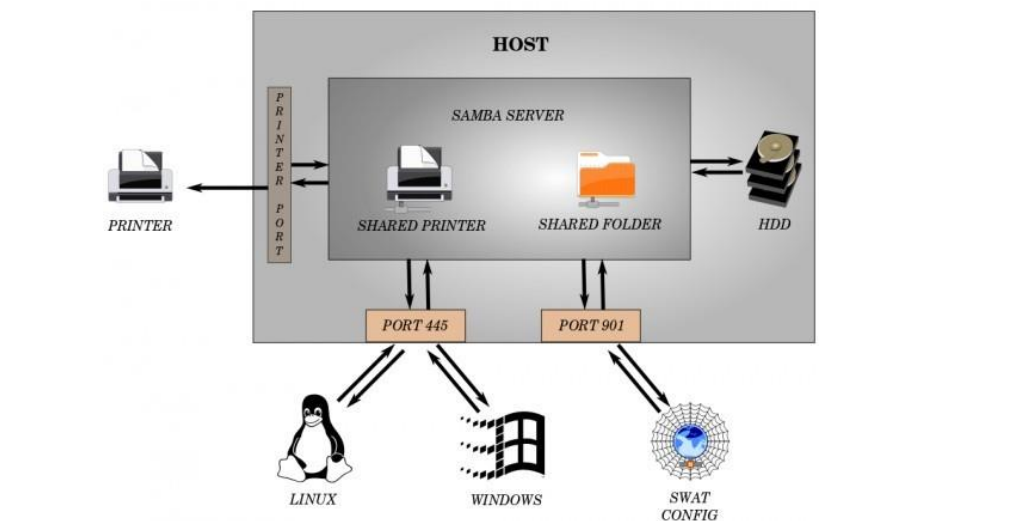 HOST
SAMBA SERVER
PRINTER PORT
PRINTER
SHARED PRINTER
SHARED FOLDER
HDD
PORT 445
PORT 901
LINUX
WINDOWS
SWAT
CONFIG